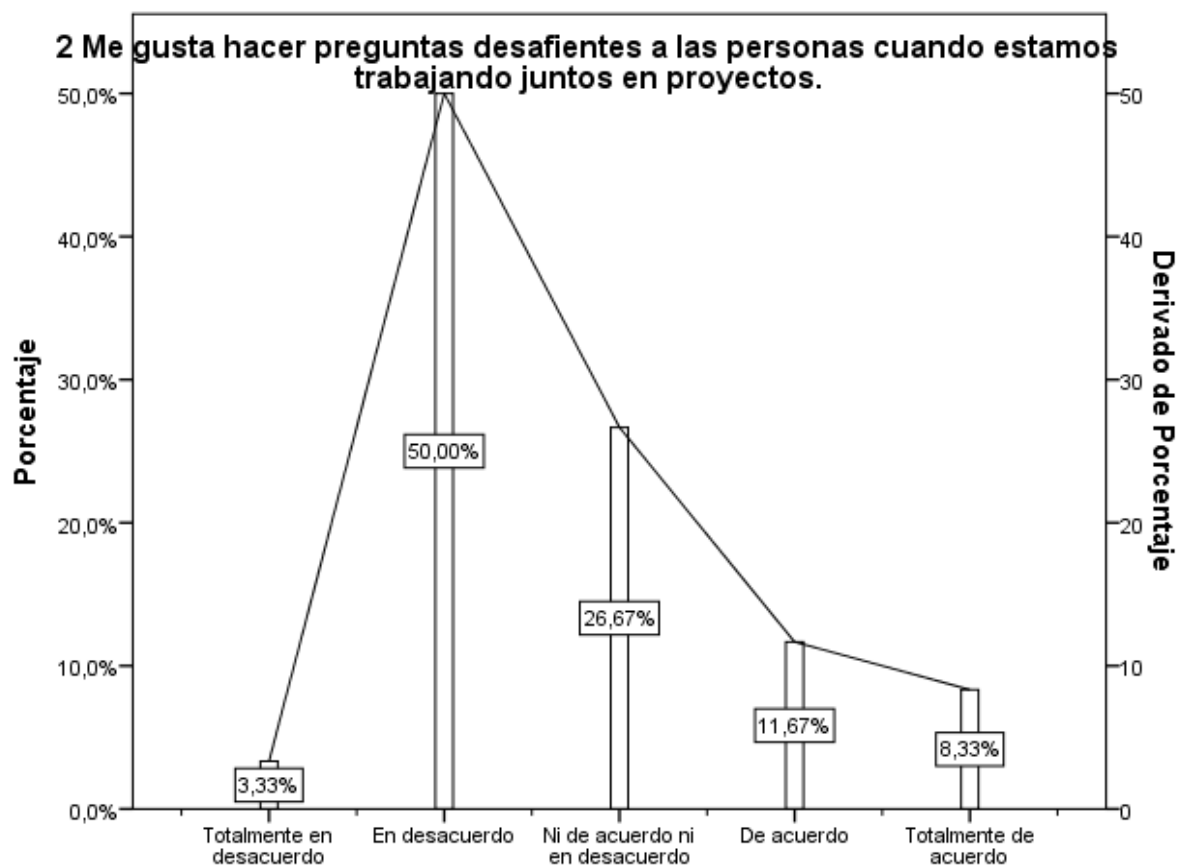 2 Me gusta hacer preguntas desafientes a las personas cuando estamos
trabajando juntos en proyectos.
Porcentaje
50,0%
40,0%
30,0%
20,0%
10,0%
0,0%
3,33%
50,00%
26,67%
11,67%
8,33%
50
40
30
20
10
0
Derivado de Porcentaje
Totalmente en
desacuerdo
En desacuerdo
Ni de acuerdo ni
en desacuerdo
De acuerdo
Totalmente de
acuerdo